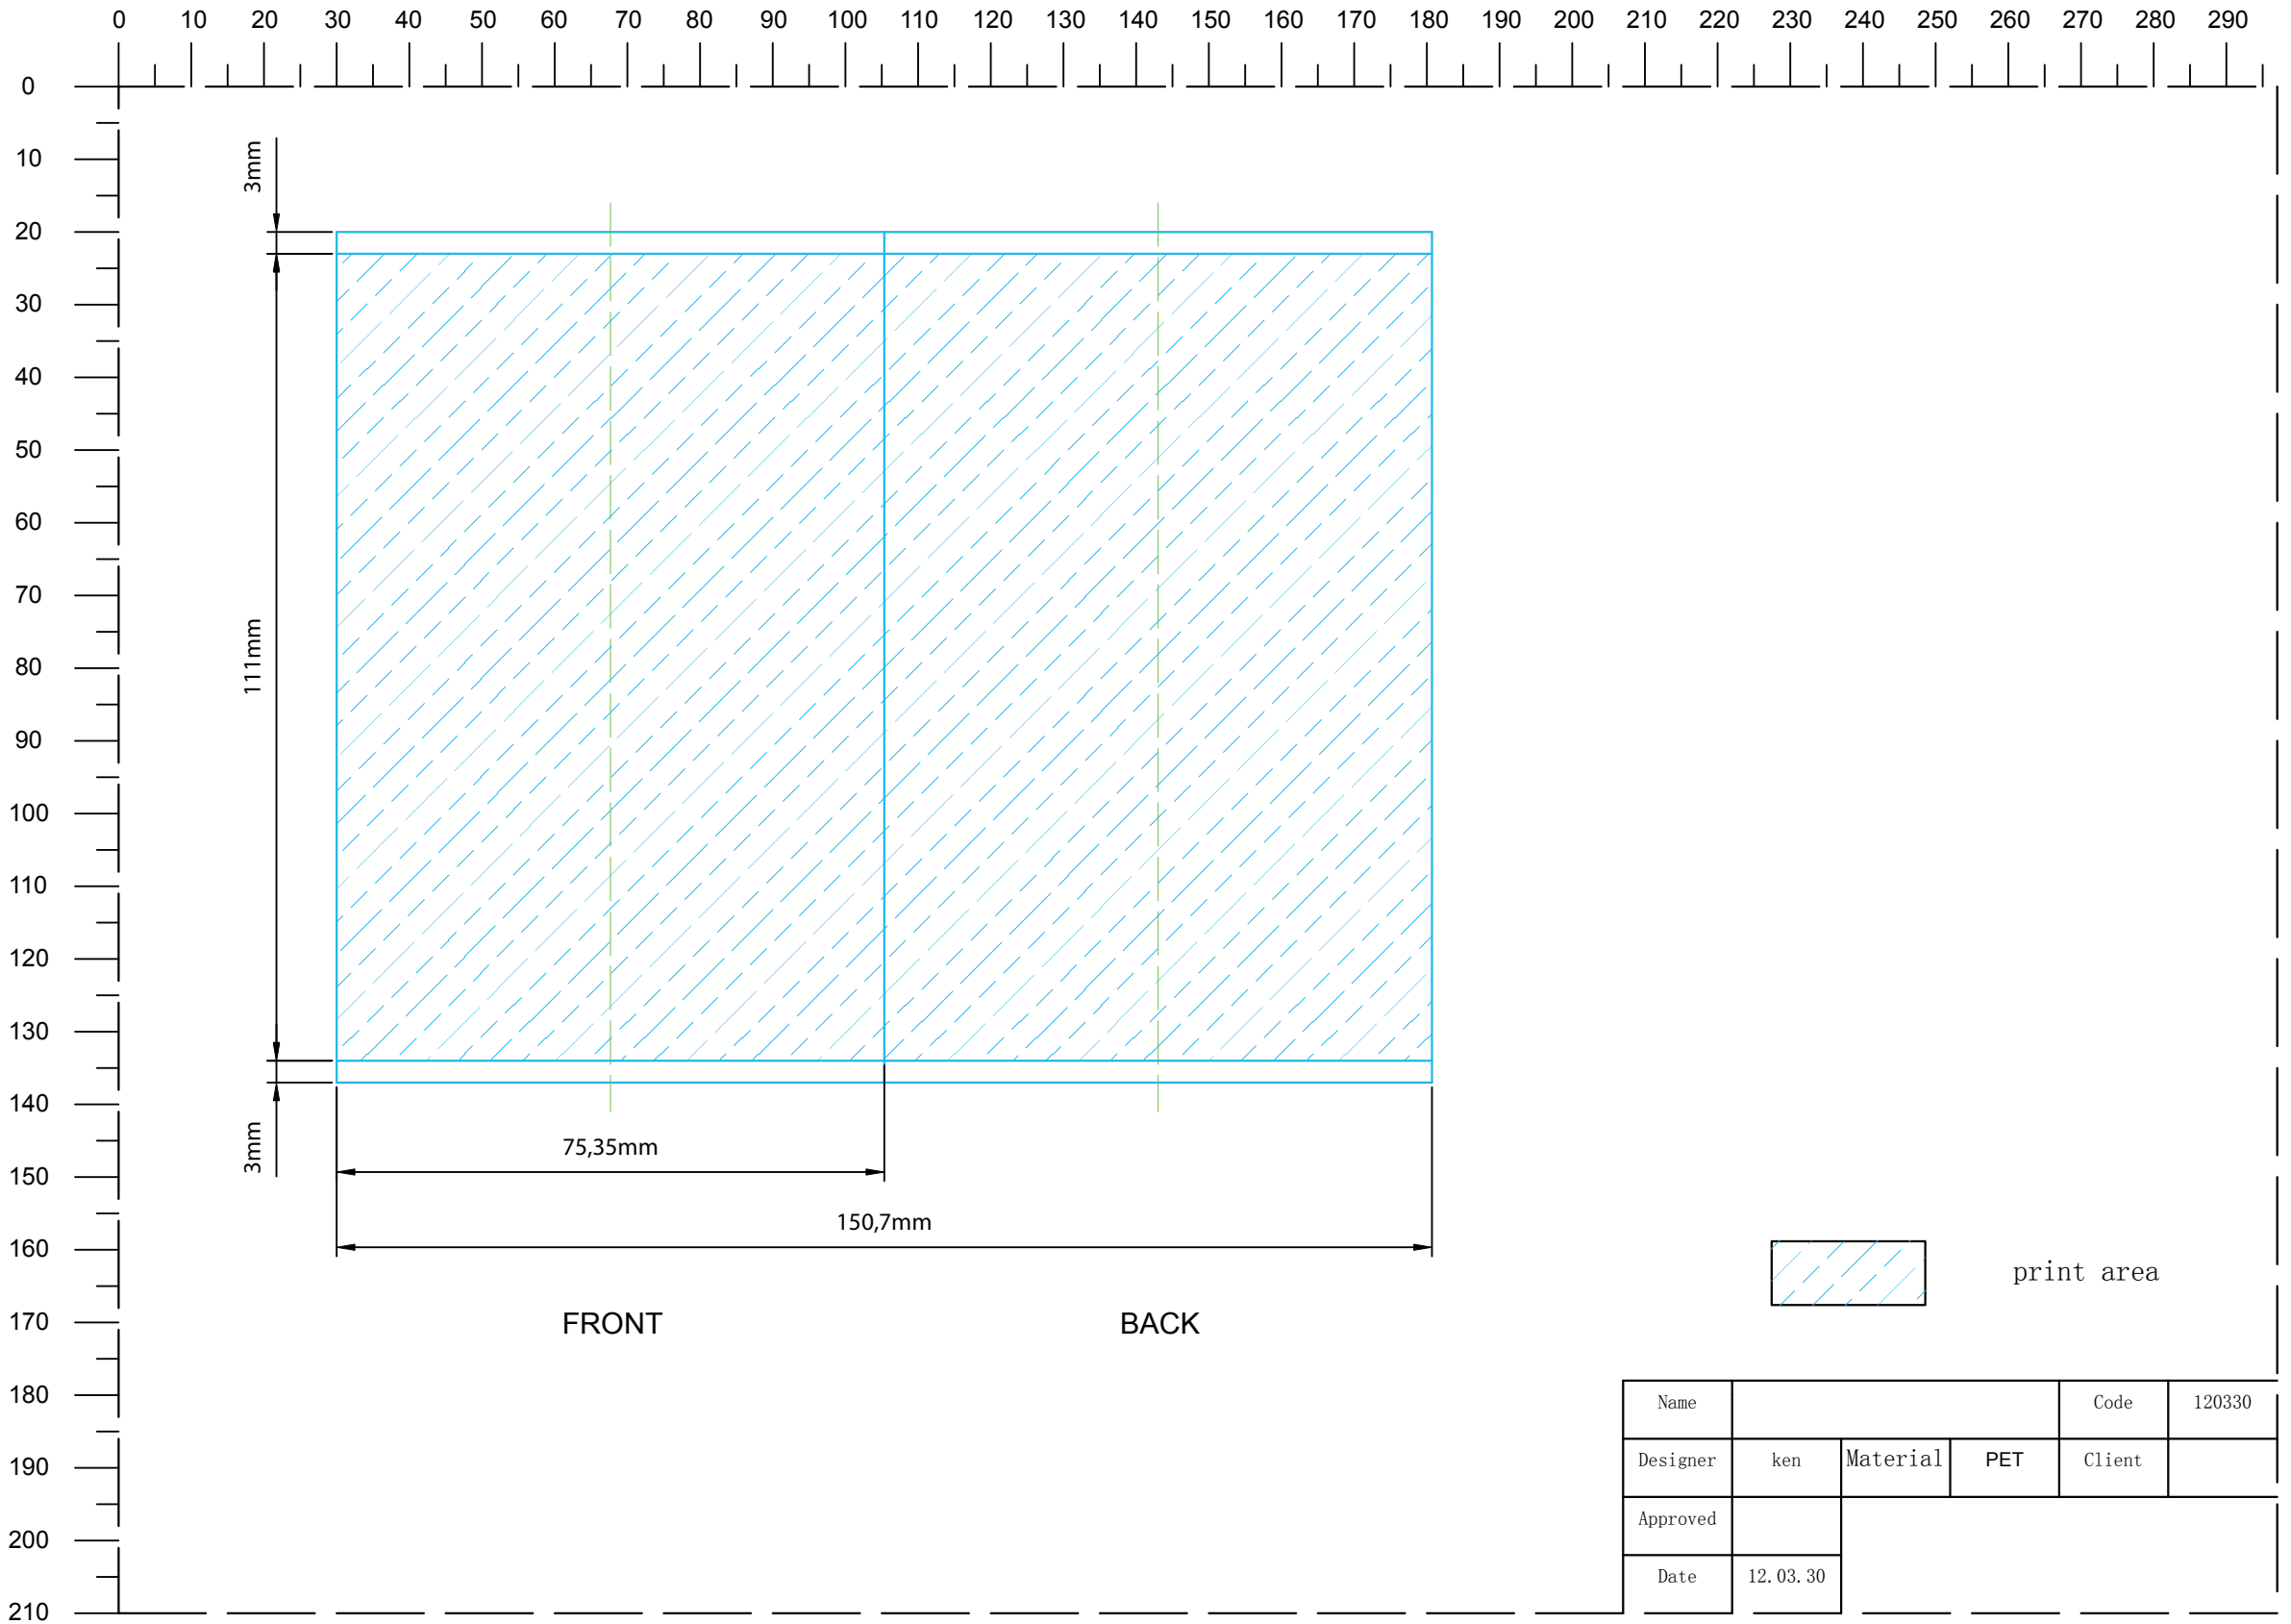 0 10 20 30 40 50 60 70 80 90 100 110 120 130 140 150 160 170 180 190 200 210 220 230 240 250 260 270 280 290
0
10
20
30
40
50
60
70
80
90
100
110
120
130
140
150
160
170
180
190
200
210
3mm
111mm
3mm
75,35mm
150,7mm
FRONT BACK
print area
Name Code 120330
Designer ken Material PET Client
Approved
Date 12.03.30